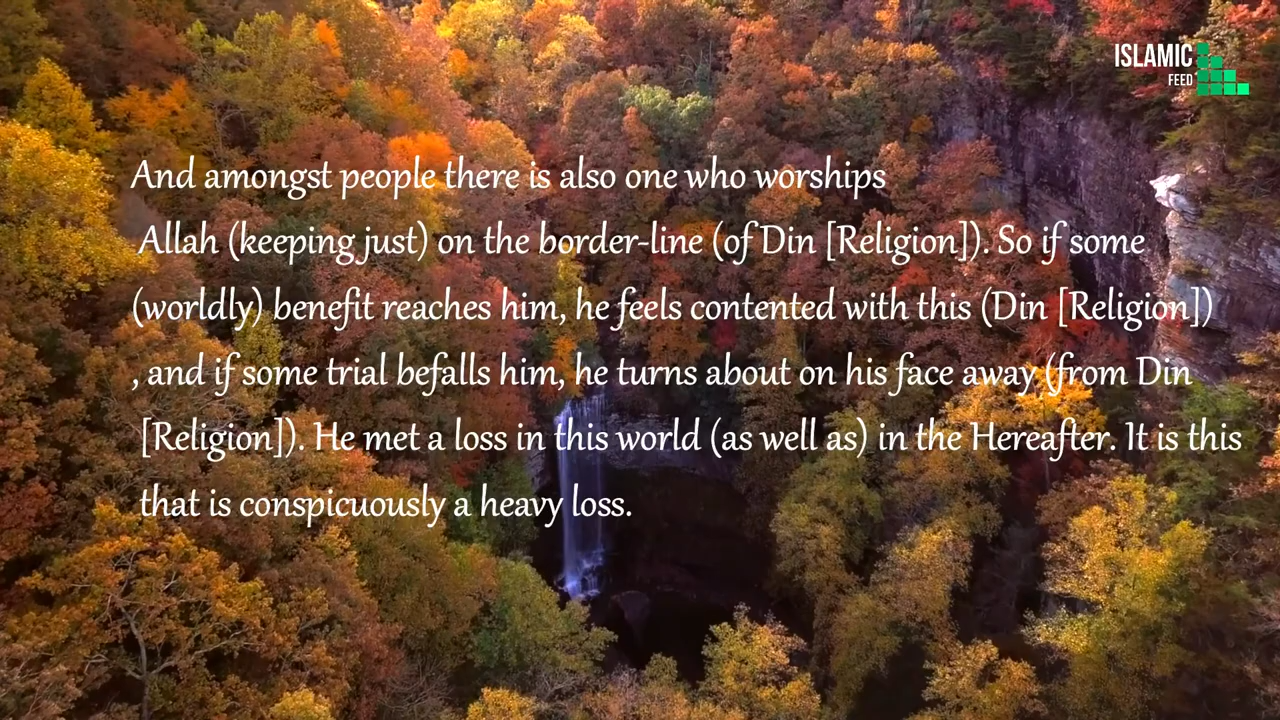 ISLAMIC
FEED
And amongst people there is also one who worships
Allah (keeping just) on the border-line (of Din [Religion]). So if some
(worldly) benefit reaches him, he feels contented with this (Din [Religion])
, and if some trial befalls him, he turns about on his face away (from Din
[Religion]). He met a loss in this world (as well as) in the Hereafter. It is this
that is conspicuously a heavy loss.